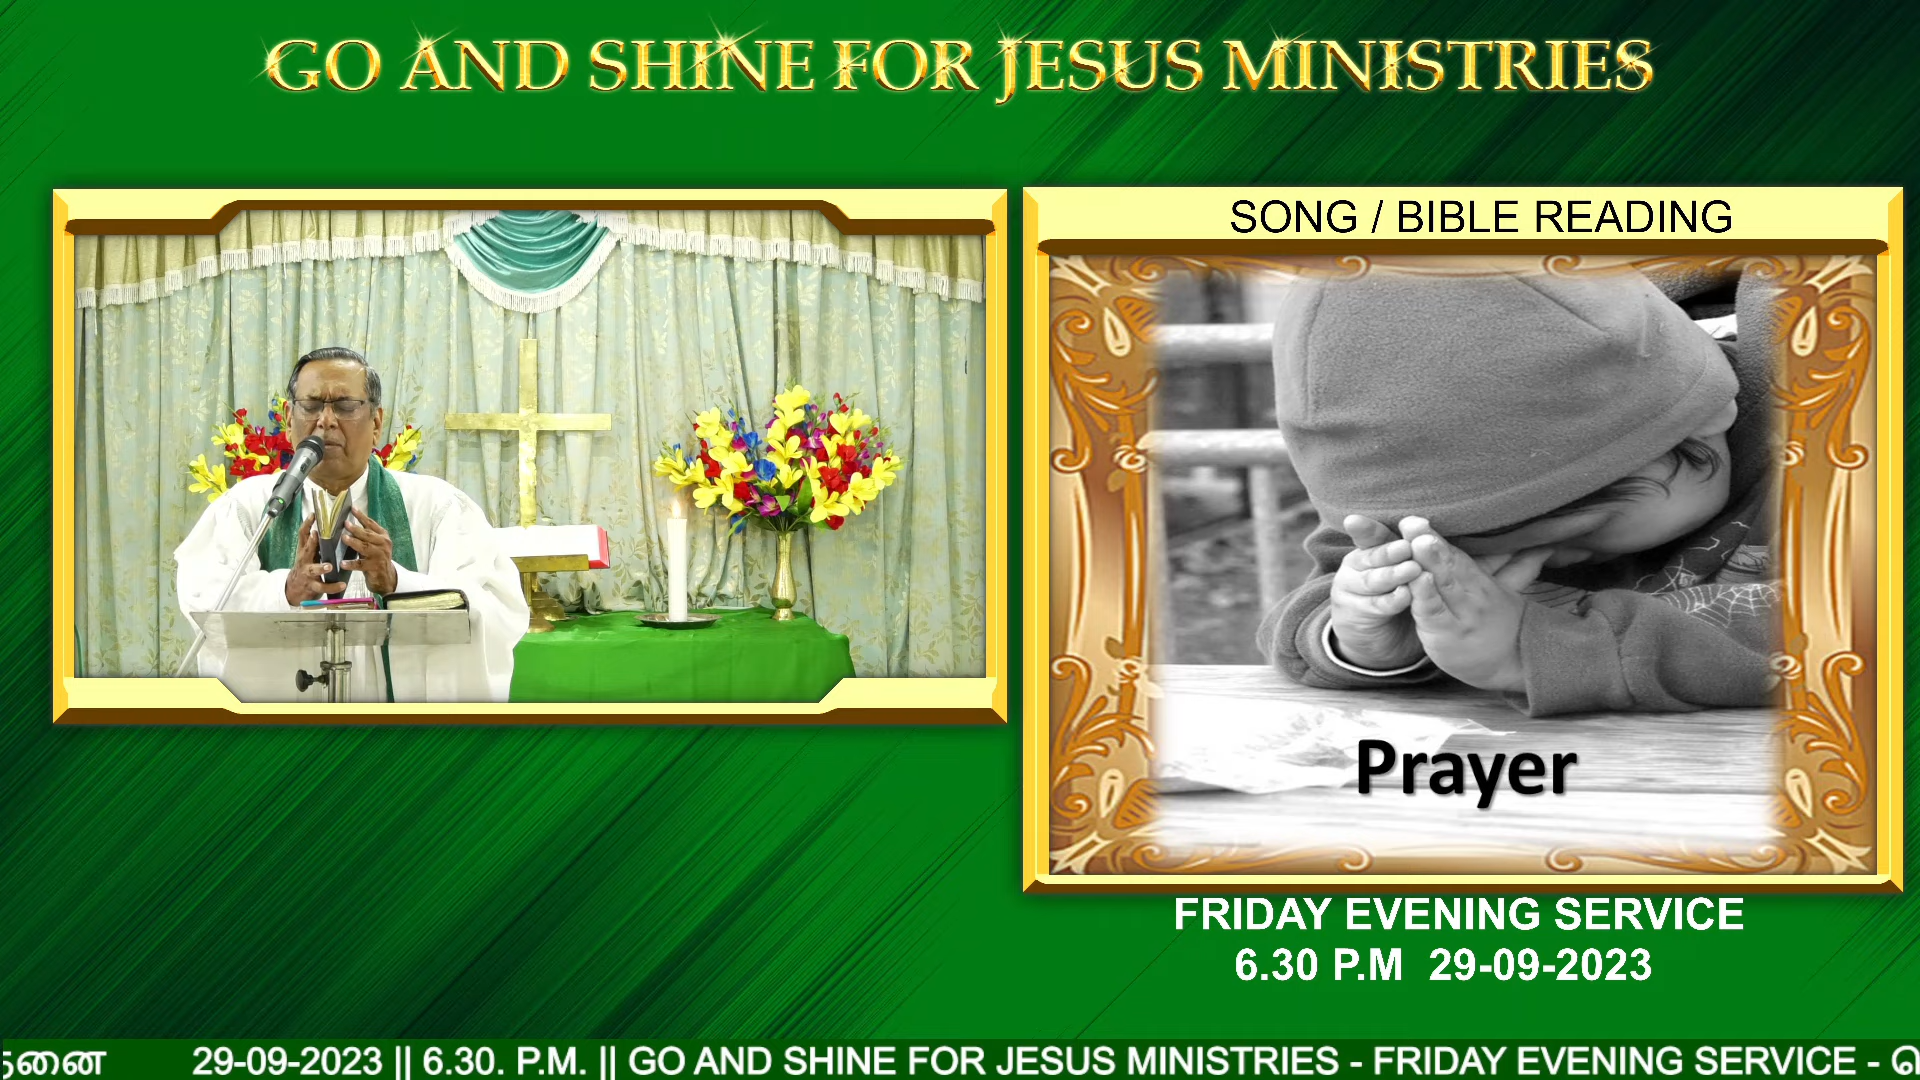 GO AND SHINE FOR JESUS MINISTRIES
SONG / BIBLE READING
Prayer
FRIDAY EVENING SERVICE
6.30 P.M 29-09-2023
29-09-2023 || 6.30. P.M. || GO AND SHINE FOR JESUS MINISTRIES - FRIDAY EVENING SERVICE -